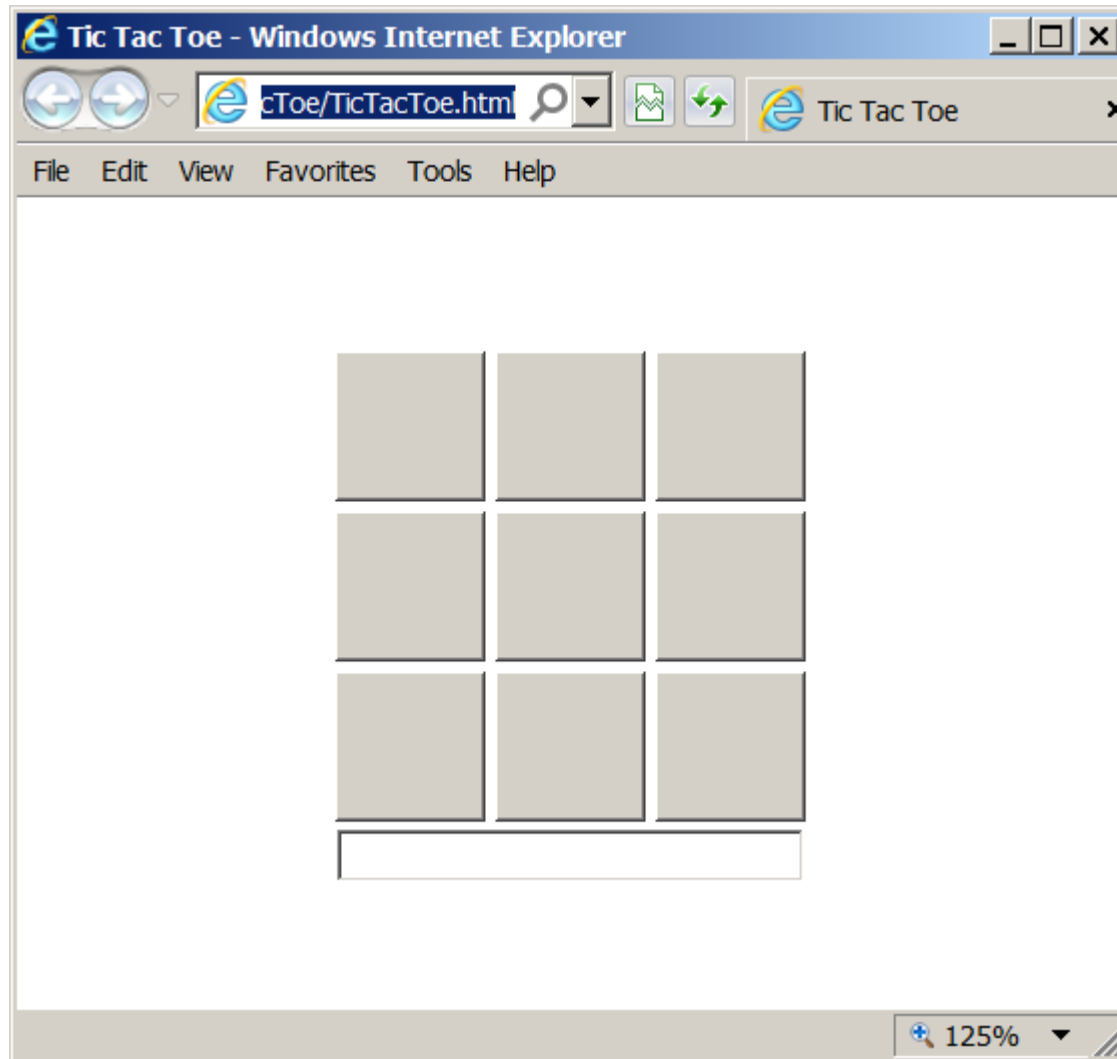 Tic Tac Toe - Windows Internet Explorer
cToe/TicTacToe.html Tic Tac Toe
File Edit View Favorites Tools Help
125%